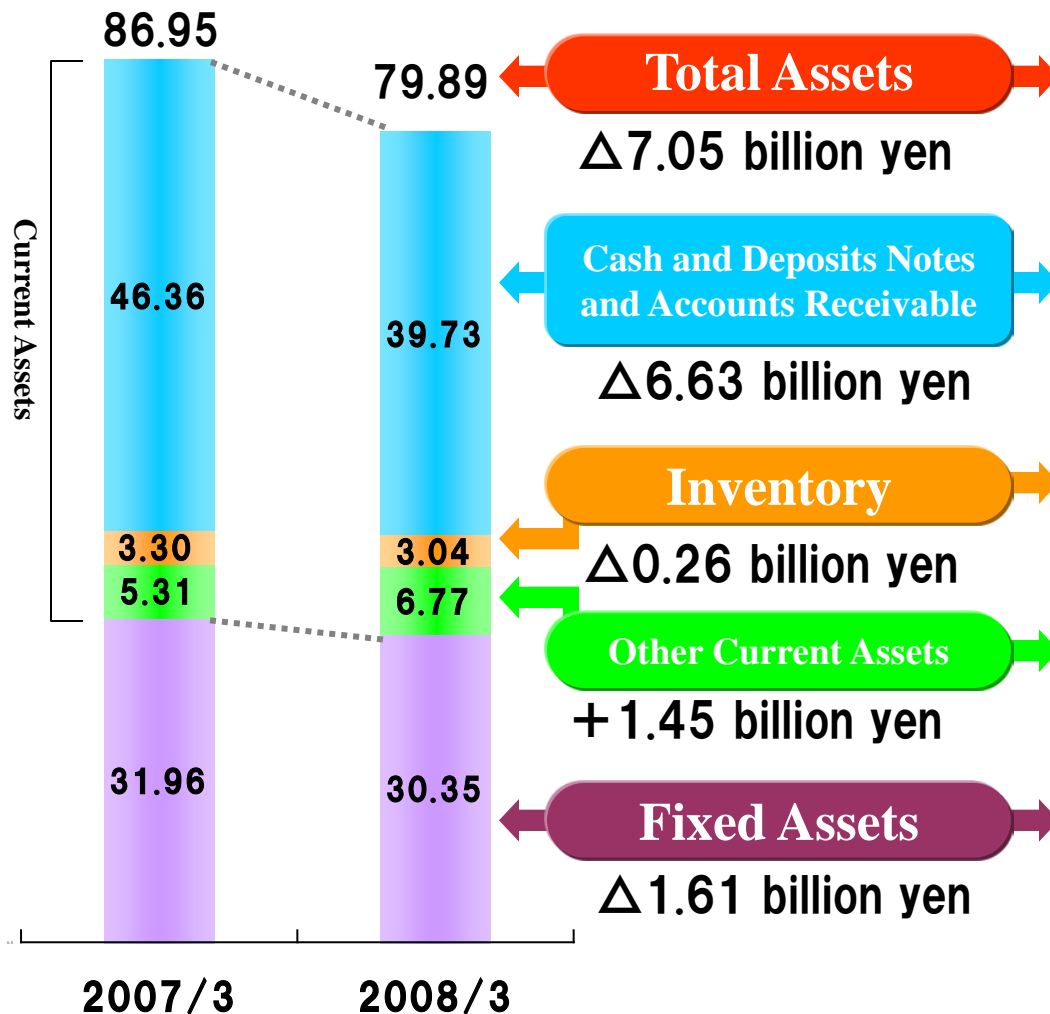 86.95
79.89
Total Assets
△7.05 billion yen
Current Assets
46.36
39.73
Cash and Deposits Notes
and Accounts Receivable
△6.63 billion yen
3.30
3.04
Inventory
△0.26 billion yen
5.31
6.77
Other Current Assets
+1.45 billion yen
31.96
30.35
Fixed Assets
△1.61 billion yen
2007/3
2008/3